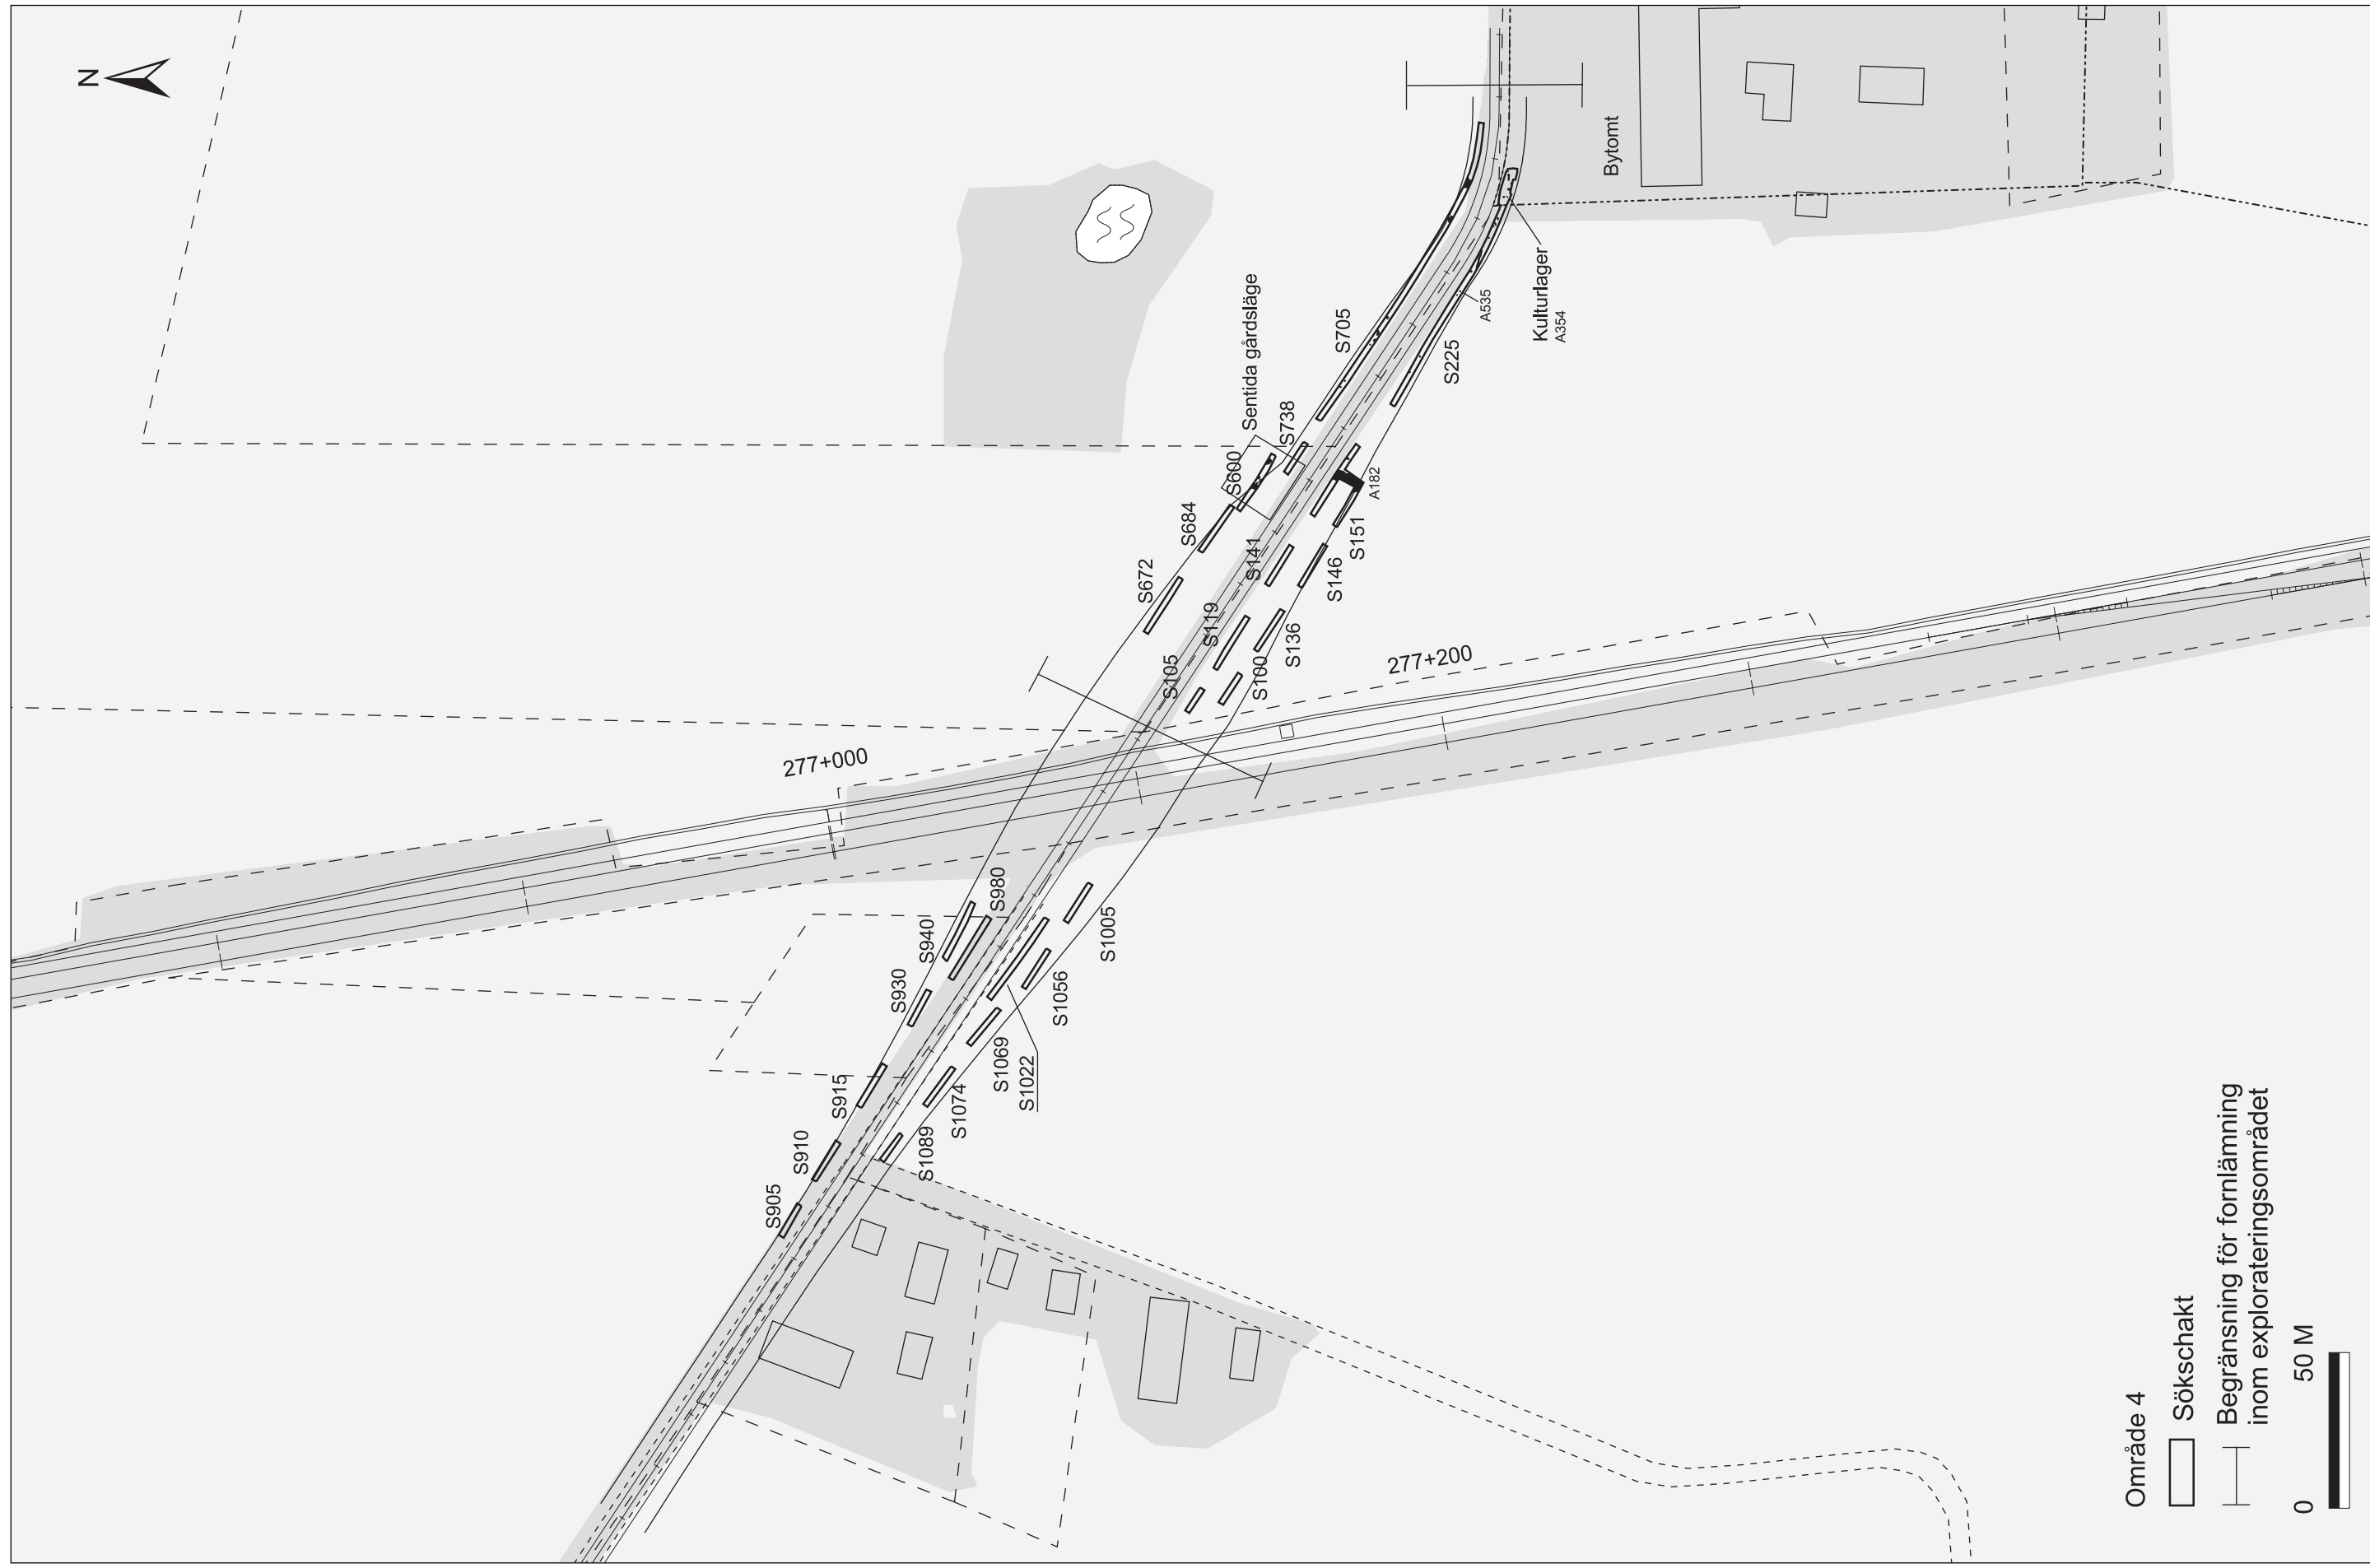 N
Bytomt
Kulturlager
A354
A535
S225
S705
Sentida gårdsläge
S738
S600
S684
S672
A182
S151
S141
S146
S119
S136
S105
S100
277+200
277+000
S980
S940
S930
S915
S910
S905
S1005
S1056
S1022
S1069
S1074
S1089
Område 4
Sökschakt
Begränsning för fornlämning
inom explorateringsområdet
0 50 M